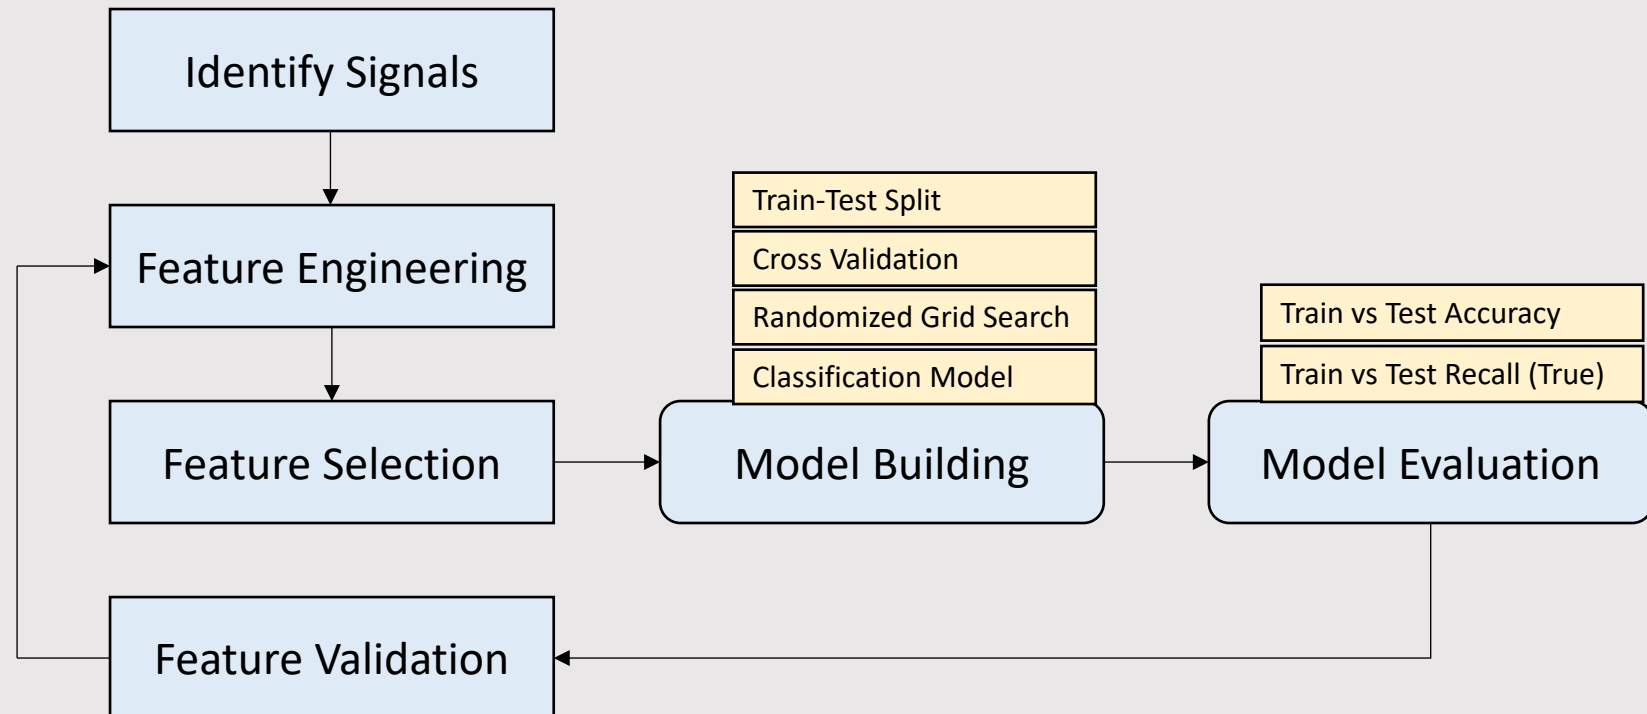 Identify Signals
Feature Engineering
Feature Selection
Train-Test Split
Cross Validation
Randomized Grid Search
Classification Model
Model Building
Train vs Test Accuracy
Train vs Test Recall (True)
Model Evaluation
Feature Validation